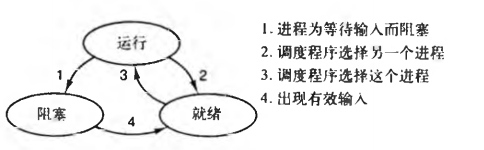 运行
1
3
2
阻塞
4
就绪
1. 进程为等待输入而阻塞
2. 调度程序选择另一个进程
3. 调度程序选择这个进程
4. 出现有效输入